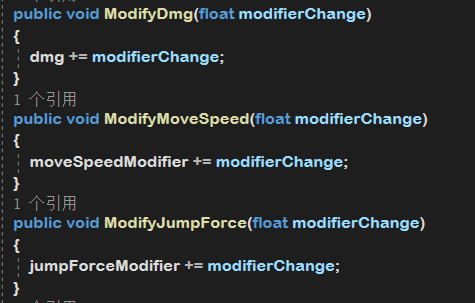 public void ModifyDmg(float modifierChange)
{
dmg += modifierChange;
}
1 个引用
public void ModifyMoveSpeed(float modifierChange)
{
moveSpeedModifier += modifierChange;
}
1 个引用
public void ModifyJumpForce(float modifierChange)
{
jumpForceModifier += modifierChange;
}